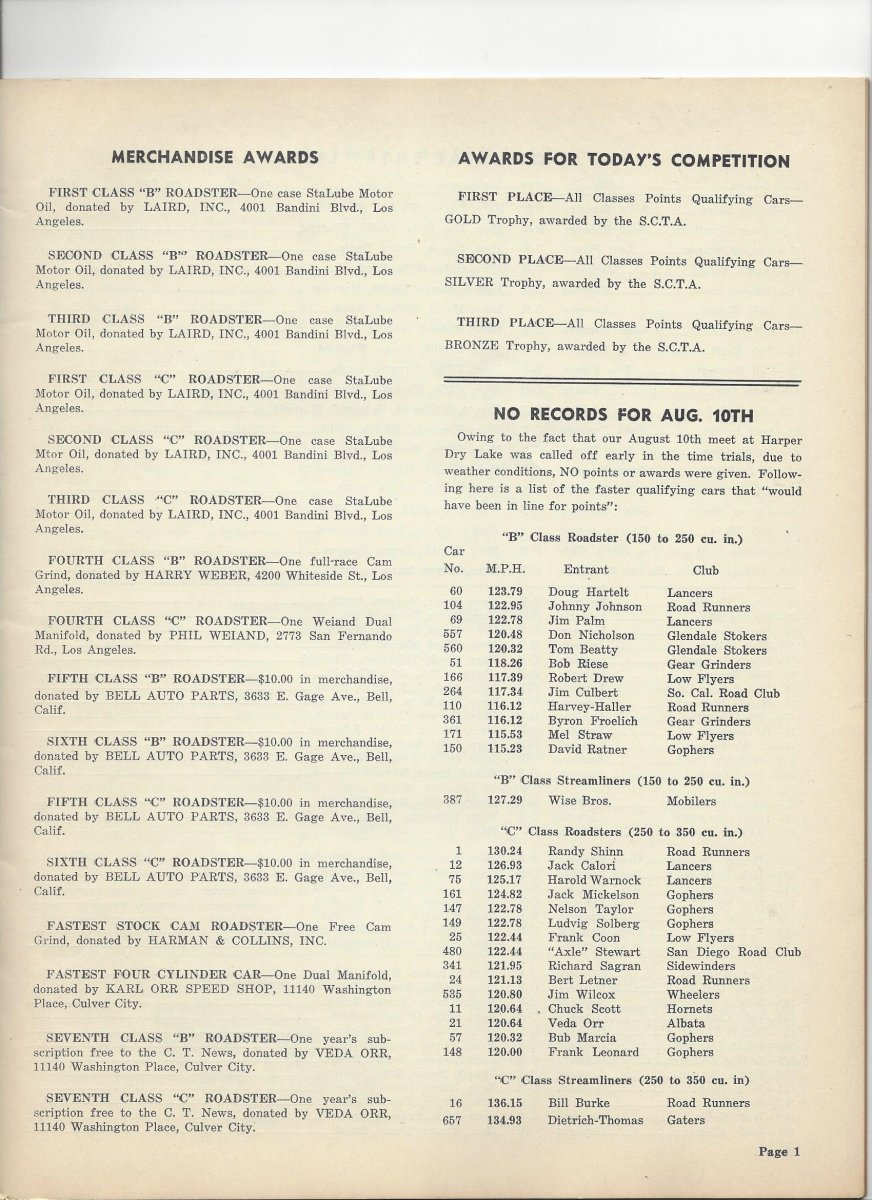 MERCHANDISE AWARDS
FIRST CLASS "B" ROADSTER—One case StaLube Motor
Oil, donated by LAIRD, INC., 4001 Bandini Blvd., Los
Angeles.
SECOND CLASS "B" ROADSTER—One case StaLube
Motor Oil, donated by LAIRD, INC., 4001 Bandini Blvd., Los
Angeles.
THIRD CLASS "B" ROADSTER—One case StaLube
Motor Oil, donated by LAIRD, INC., 4001 Bandini Blvd., Los
Angeles.
FIRST CLASS "C" ROADSTER—One case StaLube
Motor Oil, donated by LAIRD, INC., 4001 Bandini Blvd., Los
Angeles.
SECOND CLASS "C" ROADSTER—One case StaLube
Mtor Oil, donated by LAIRD, INC., 4001 Bandini Blvd., Los
Angeles.
THIRD CLASS "C" ROADSTER—One case StaLube
Motor Oil, donated by LAIRD, INC., 4001 Bandini Blvd., Los
Angeles.
FOURTH CLASS "B" ROADSTER—One full-race Cam
Grind, donated by HARRY WEBER, 4200 Whiteside St., Los
Angeles.
FOURTH CLASS "C" ROADSTER—One Weiand Dual
Manifold, donated by PHIL WEIAND, 2773 San Fernando
Rd., Los Angeles.
FIFTH CLASS "B" ROADSTER—$10.00 in merchandise,
donated by BELL AUTO PARTS, 3633 E. Gage Ave., Bell,
Calif.
SIXTH CLASS "B" ROADSTER—$10.00 in merchandise,
donated by BELL AUTO PARTS, 3633 E. Gage Ave., Bell,
Calif.
FIFTH CLASS "C" ROADSTER—$10.00 in merchandise,
donated by BELL AUTO PARTS, 3633 E. Gage Ave., Bell,
Calif.
SIXTH CLASS "C" ROADSTER—$10.00 in merchandise,
donated by BELL AUTO PARTS, 3633 E. Gage Ave., Bell,
Calif.
FASTEST STOCK CAM ROADSTER—One Free Cam
Grind, donated by HARMAN & COLLINS, INC.
FASTEST FOUR CYLINDER CAR—One Dual Manifold,
donated by KARL ORR SPEED SHOP, 11140 Washington
Place, Culver City.
SEVENTH CLASS "B" ROADSTER—One year's sub-
scription free to the C. T. News, donated by VEDA ORR,
11140 Washington Place, Culver City.
SEVENTH CLASS "C" ROADSTER—One year's sub-
scription free to the C. T. News, donated by VEDA ORR,
11140 Washington Place, Culver City.
AWARDS FOR TODAY'S COMPETITION
FIRST PLACE—All Classes Points Qualifying Cars—
GOLD Trophy, awarded by the S.C.T.A.
SECOND PLACE—All Classes Points Qualifying Cars—
SILVER Trophy, awarded by the S.C.T.A.
THIRD PLACE—All Classes Points Qualifying Cars—
BRONZE Trophy, awarded by the S.C.T.A.
NO RECORDS FOR AUG. 10TH
Owing to the fact that our August 10th meet at Harper
Dry Lake was called off early in the time trials, due to
weather conditions, NO points or awards were given. Follow-
ing here is a list of the faster qualifying cars that "would
have been in line for points":
"B" Class Roadster (150 to 250 cu. in.)
Car
No. M.P.H. Entrant Club
60 123.79 Doug Hartelt Lancers
104 122.95 Johnny Johnson Road Runners
69 122.78 Jim Palm Lancers
557 120.48 Don Nicholson Glendale Stokers
560 120.32 Tom Beatty Glendale Stokers
51 118.26 Bob Riese Gear Grinders
166 117.39 Robert Drew Low Flyers
264 117.34 Jim Culbert So. Cal. Road Club
110 116.12 Harvey-Haller Road Runners
361 116.12 Byron Froelich Gear Grinders
171 115.53 Mel Straw Low Flyers
150 115.23 David Ratner Gophers
"B" Class Streamliners (150 to 250 cu. in.)
387 127.29 Wise Bros. Mobilers
"C" Class Roadsters (250 to 350 cu. in.)
1 130.24 Randy Shinn Road Runners
12 126.93 Jack Calori Lancers
75 125.17 Harold Warnock Lancers
161 124.82 Jack Mickelson Gophers
147 122.78 Nelson Taylor Gophers
149 122.78 Ludvig Solberg Gophers
25 122.44 Frank Coon Low Flyers
480 122.44 "Axle" Stewart San Diego Road Club
341 121.95 Richard Sagran Sidewinders
24 121.13 Bert Letner Road Runners
535 120.80 Jim Wilcox Wheelers
11 120.64 Chuck Scott Hornets
21 120.64 Veda Orr Albata
57 120.32 Bub Marcia Gophers
148 120.00 Frank Leonard Gophers
"C" Class Streamliners (250 to 350 cu. in)
16 136.15 Bill Burke Road Runners
657 134.93 Dietrich-Thomas Gaters
Page 1